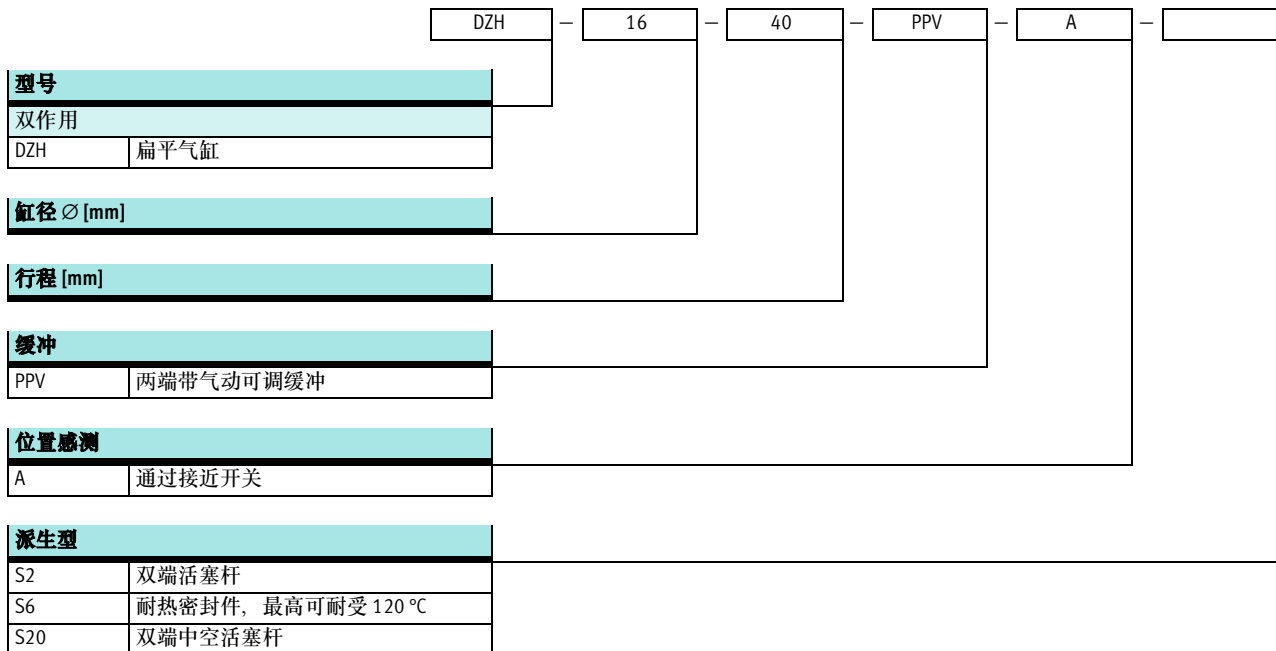 DZH – 16 – 40 – PPV – A –
型号
双作用
DZH 扁平气缸
缸径 ∅ [mm]
行程 [mm]
缓冲
PPV 两端带气动可调缓冲
位置感测
A 通过接近开关
派生型
S2 双端活塞杆
S6 耐热密封件，最高可耐受 120 °C
S20 双端中空活塞杆